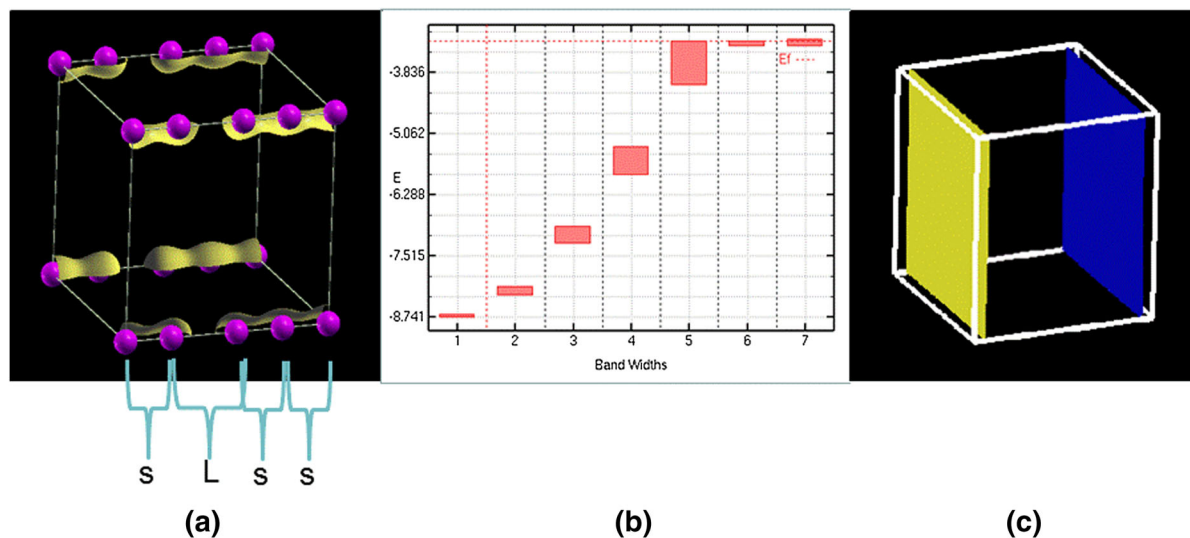 -3.836
-5.062
E
-6.288
-7.515
-8.741
Ef
1 2 3 4 5 6 7
Band Widths
s L s s
(a) (b) (c)